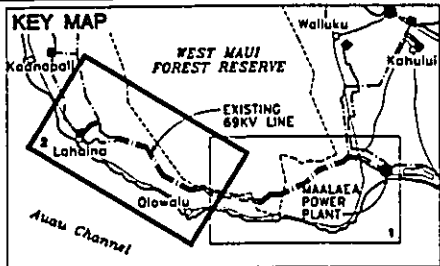 KEY MAP
Wailuku
Kaanapali
WEST MAUI
FOREST RESERVE
Kahului
EXISTING
69KV LINE
2
Lahaina
Olowalu
MAALAEA
POWER
PLANT
1
Auau Channel